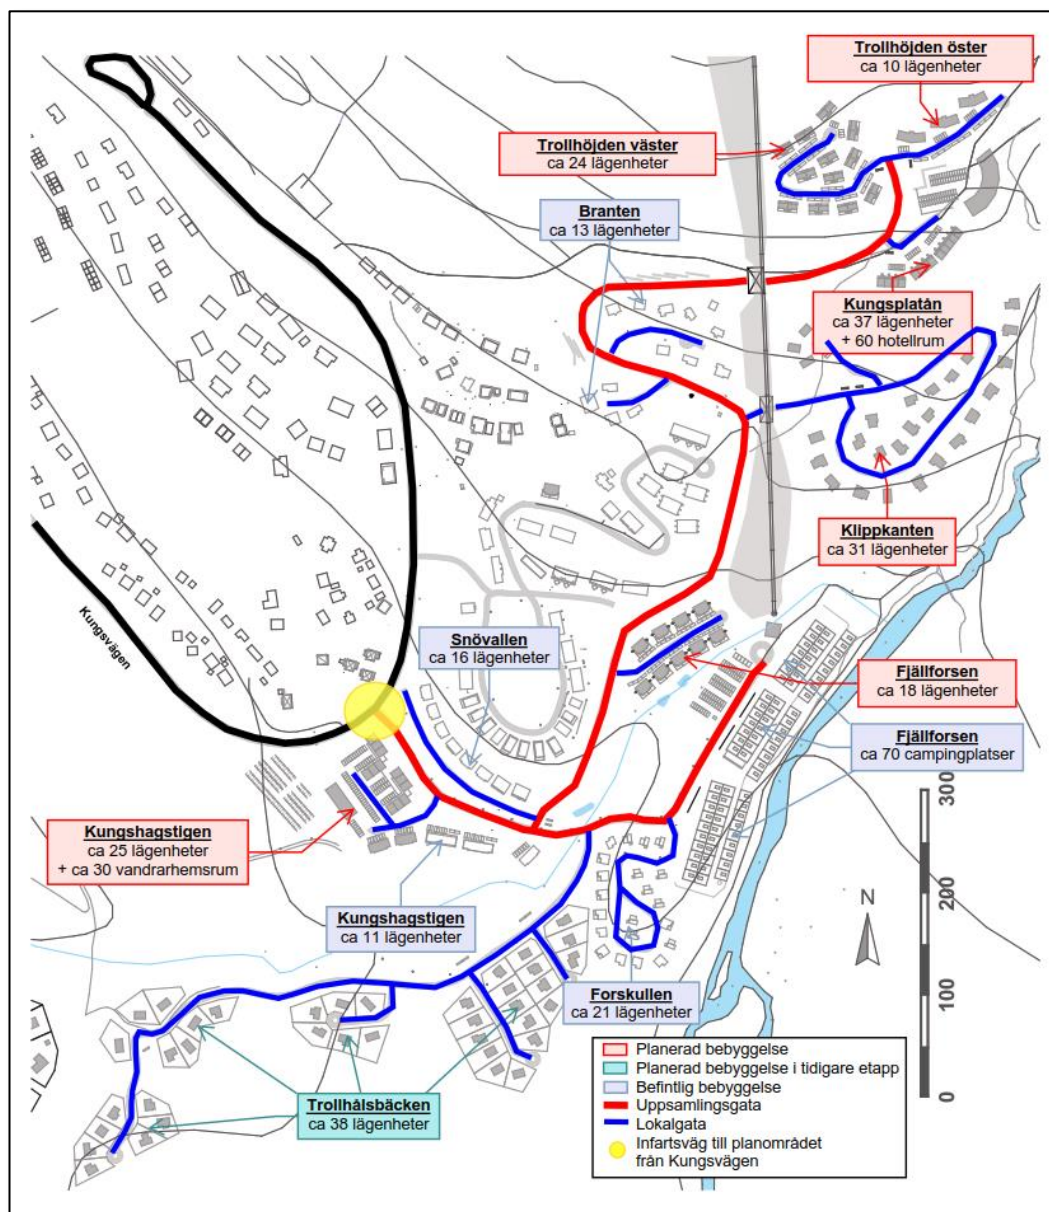 Trollhöjden öster
ca 10 lägenheter
Trollhöjden väster
ca 24 lägenheter
Branten
ca 13 lägenheter
Kungsplatån
ca 37 lägenheter
+ 60 hotellrum
Klippkanten
ca 31 lägenheter
Kungsvägen
Snövallen
ca 16 lägenheter
Fjällforsen
ca 18 lägenheter
Fjällforsen
ca 70 campingplatser
Kungshagstigen
ca 25 lägenheter
+ ca 30 vandrarhemsrum
Kungshagstigen
ca 11 lägenheter
Forskullen
ca 21 lägenheter
Trollhålsbäcken
ca 38 lägenheter
N
300
200
100
0
Planerad bebyggelse
Planerad bebyggelse i tidigare etapp
Befintlig bebyggelse
Uppsamlingsgata
Lokalgata
Infartsväg till planområdet
från Kungsvägen